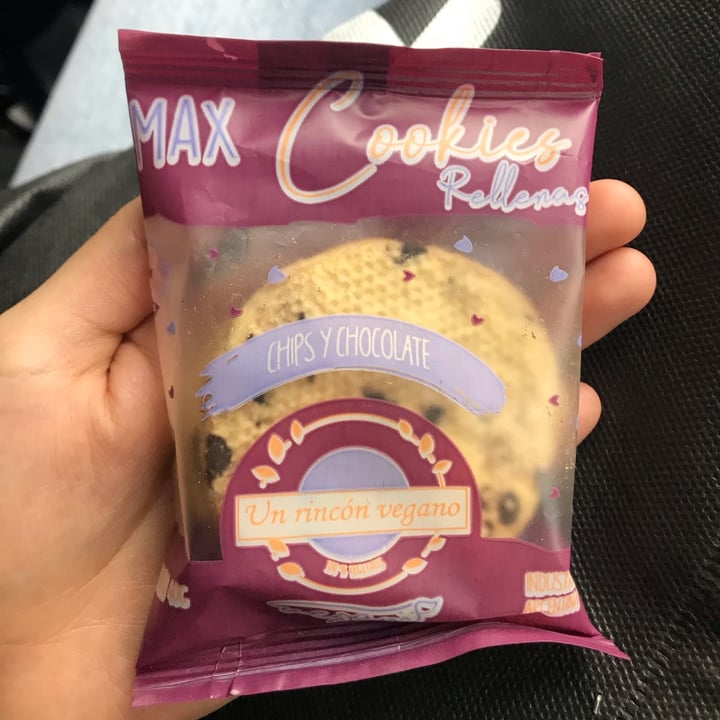 MAX
Cookies
Rellenas
CHIPS Y CHOCOLATE
Un rincón vegano